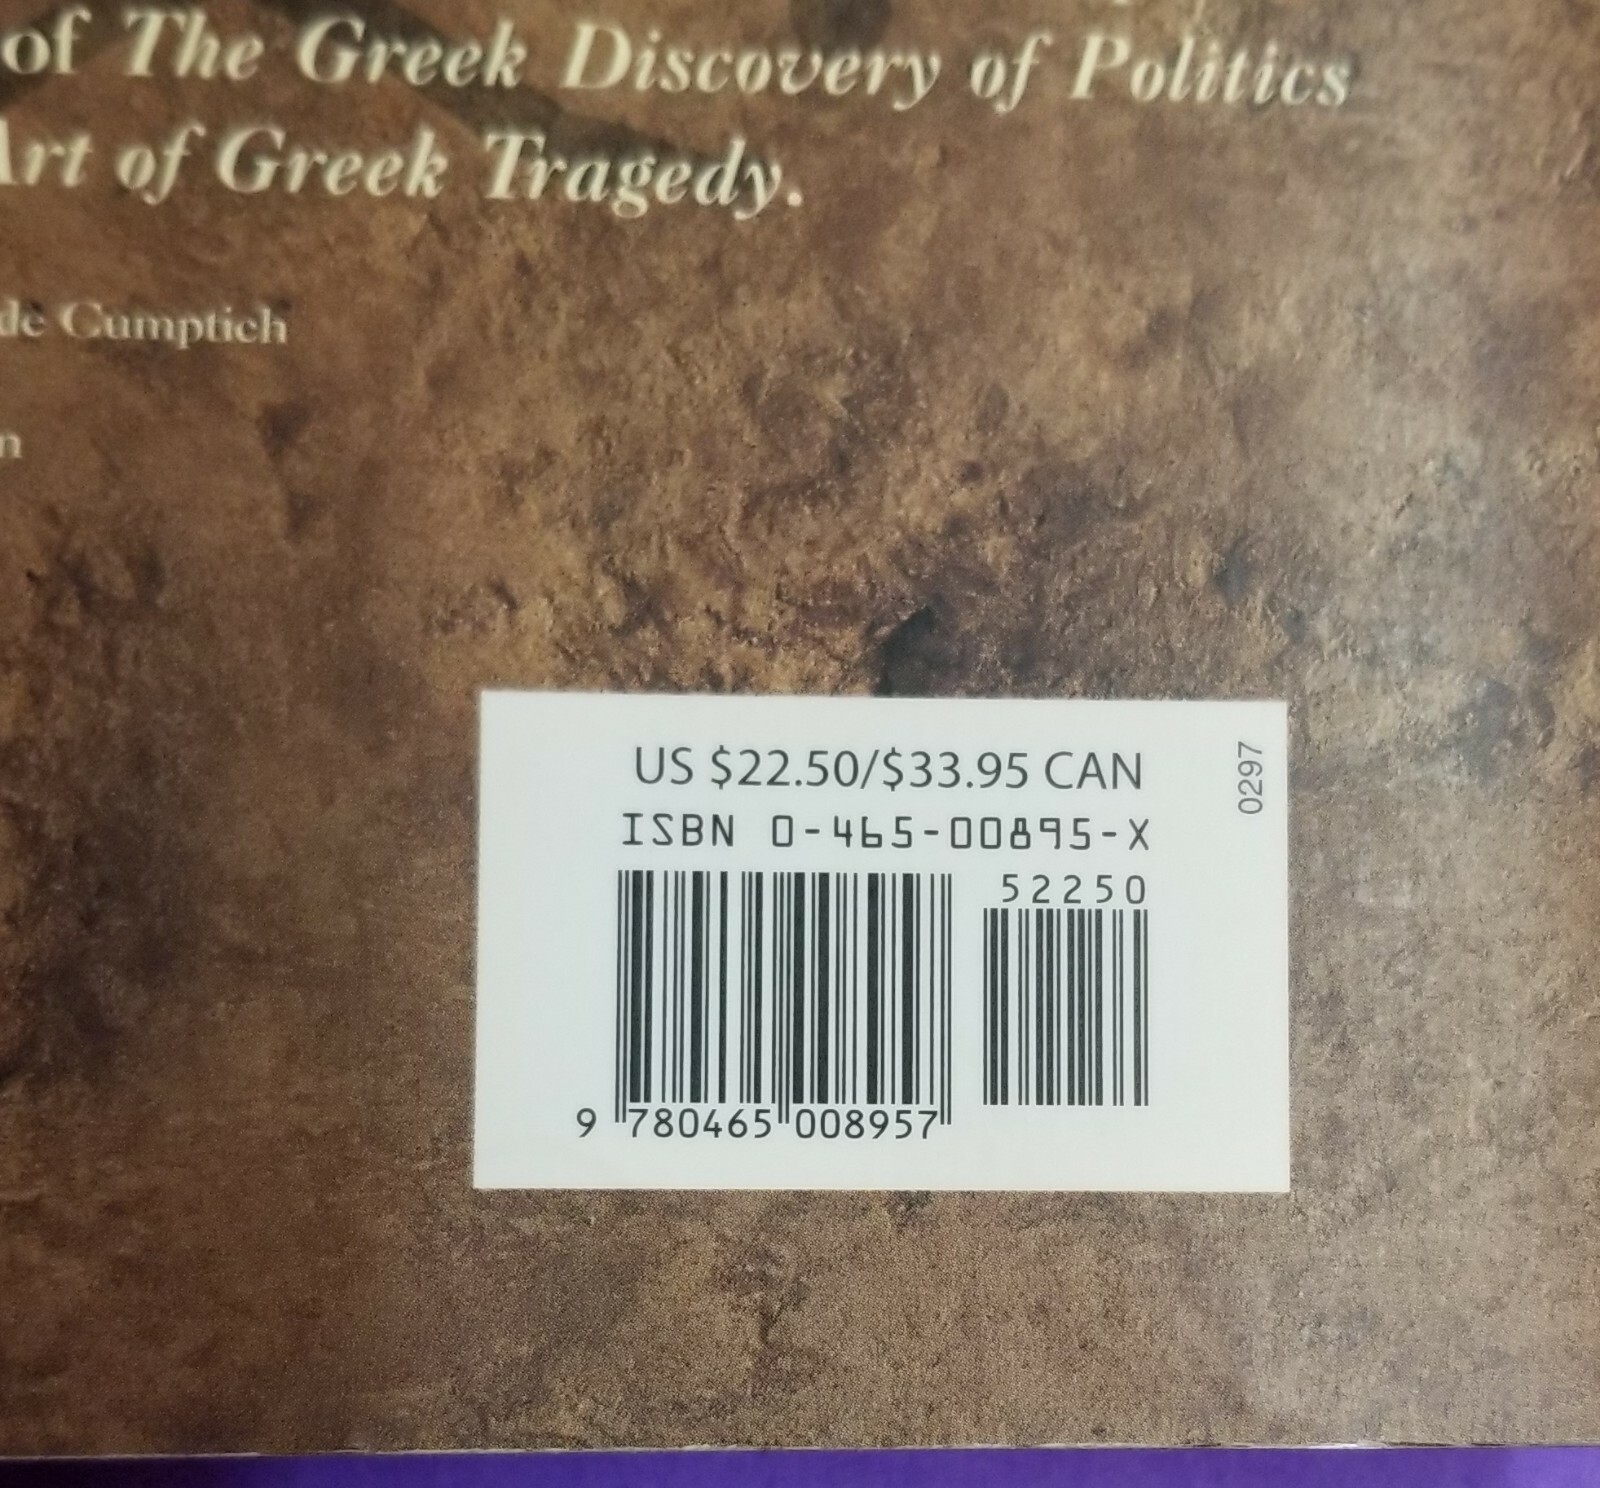 of The Greek Discovery of Politics
Art of Greek Tragedy.
de Cumptich
n
US $22.50/$33.95 CAN
0297
ISBN 0-465-00895-X
52250
9 780465 008957